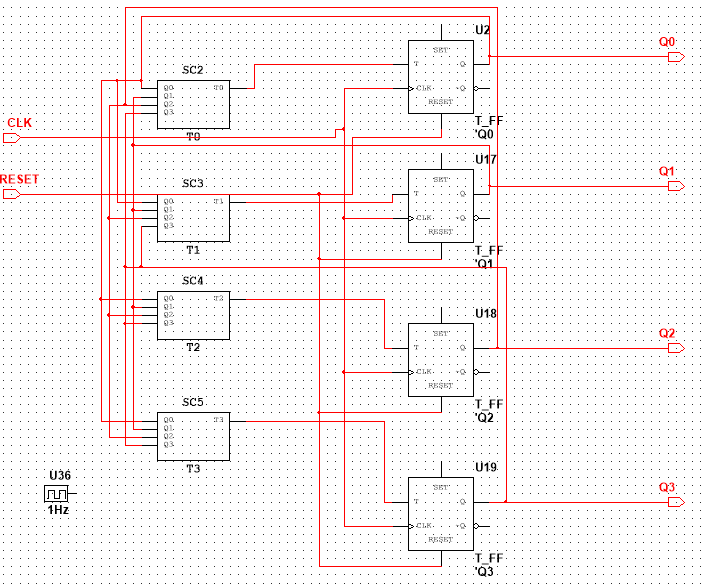 U2
Q0
SET
SC2
T
Q
Q0
T0
Q1
CLK
~Q
Q2
RESET
Q3
CLK
T_FF
T0
'Q0
U17
Q1
RESET
SC3
SET
Q0
T1
T
Q
Q1
Q2
CLK
~Q
Q3
RESET
T1
T_FF
'Q1
SC4
U18
Q0
T2
SET
Q2
Q1
Q2
T
Q
Q3
T2
CLK
~Q
RESET
SC5
T_FF
'Q2
Q0
T3
Q1
Q2
Q3
T3
U19
U36
SET
Q3
T
Q
1Hz
CLK
~Q
RESET
T_FF
'Q3